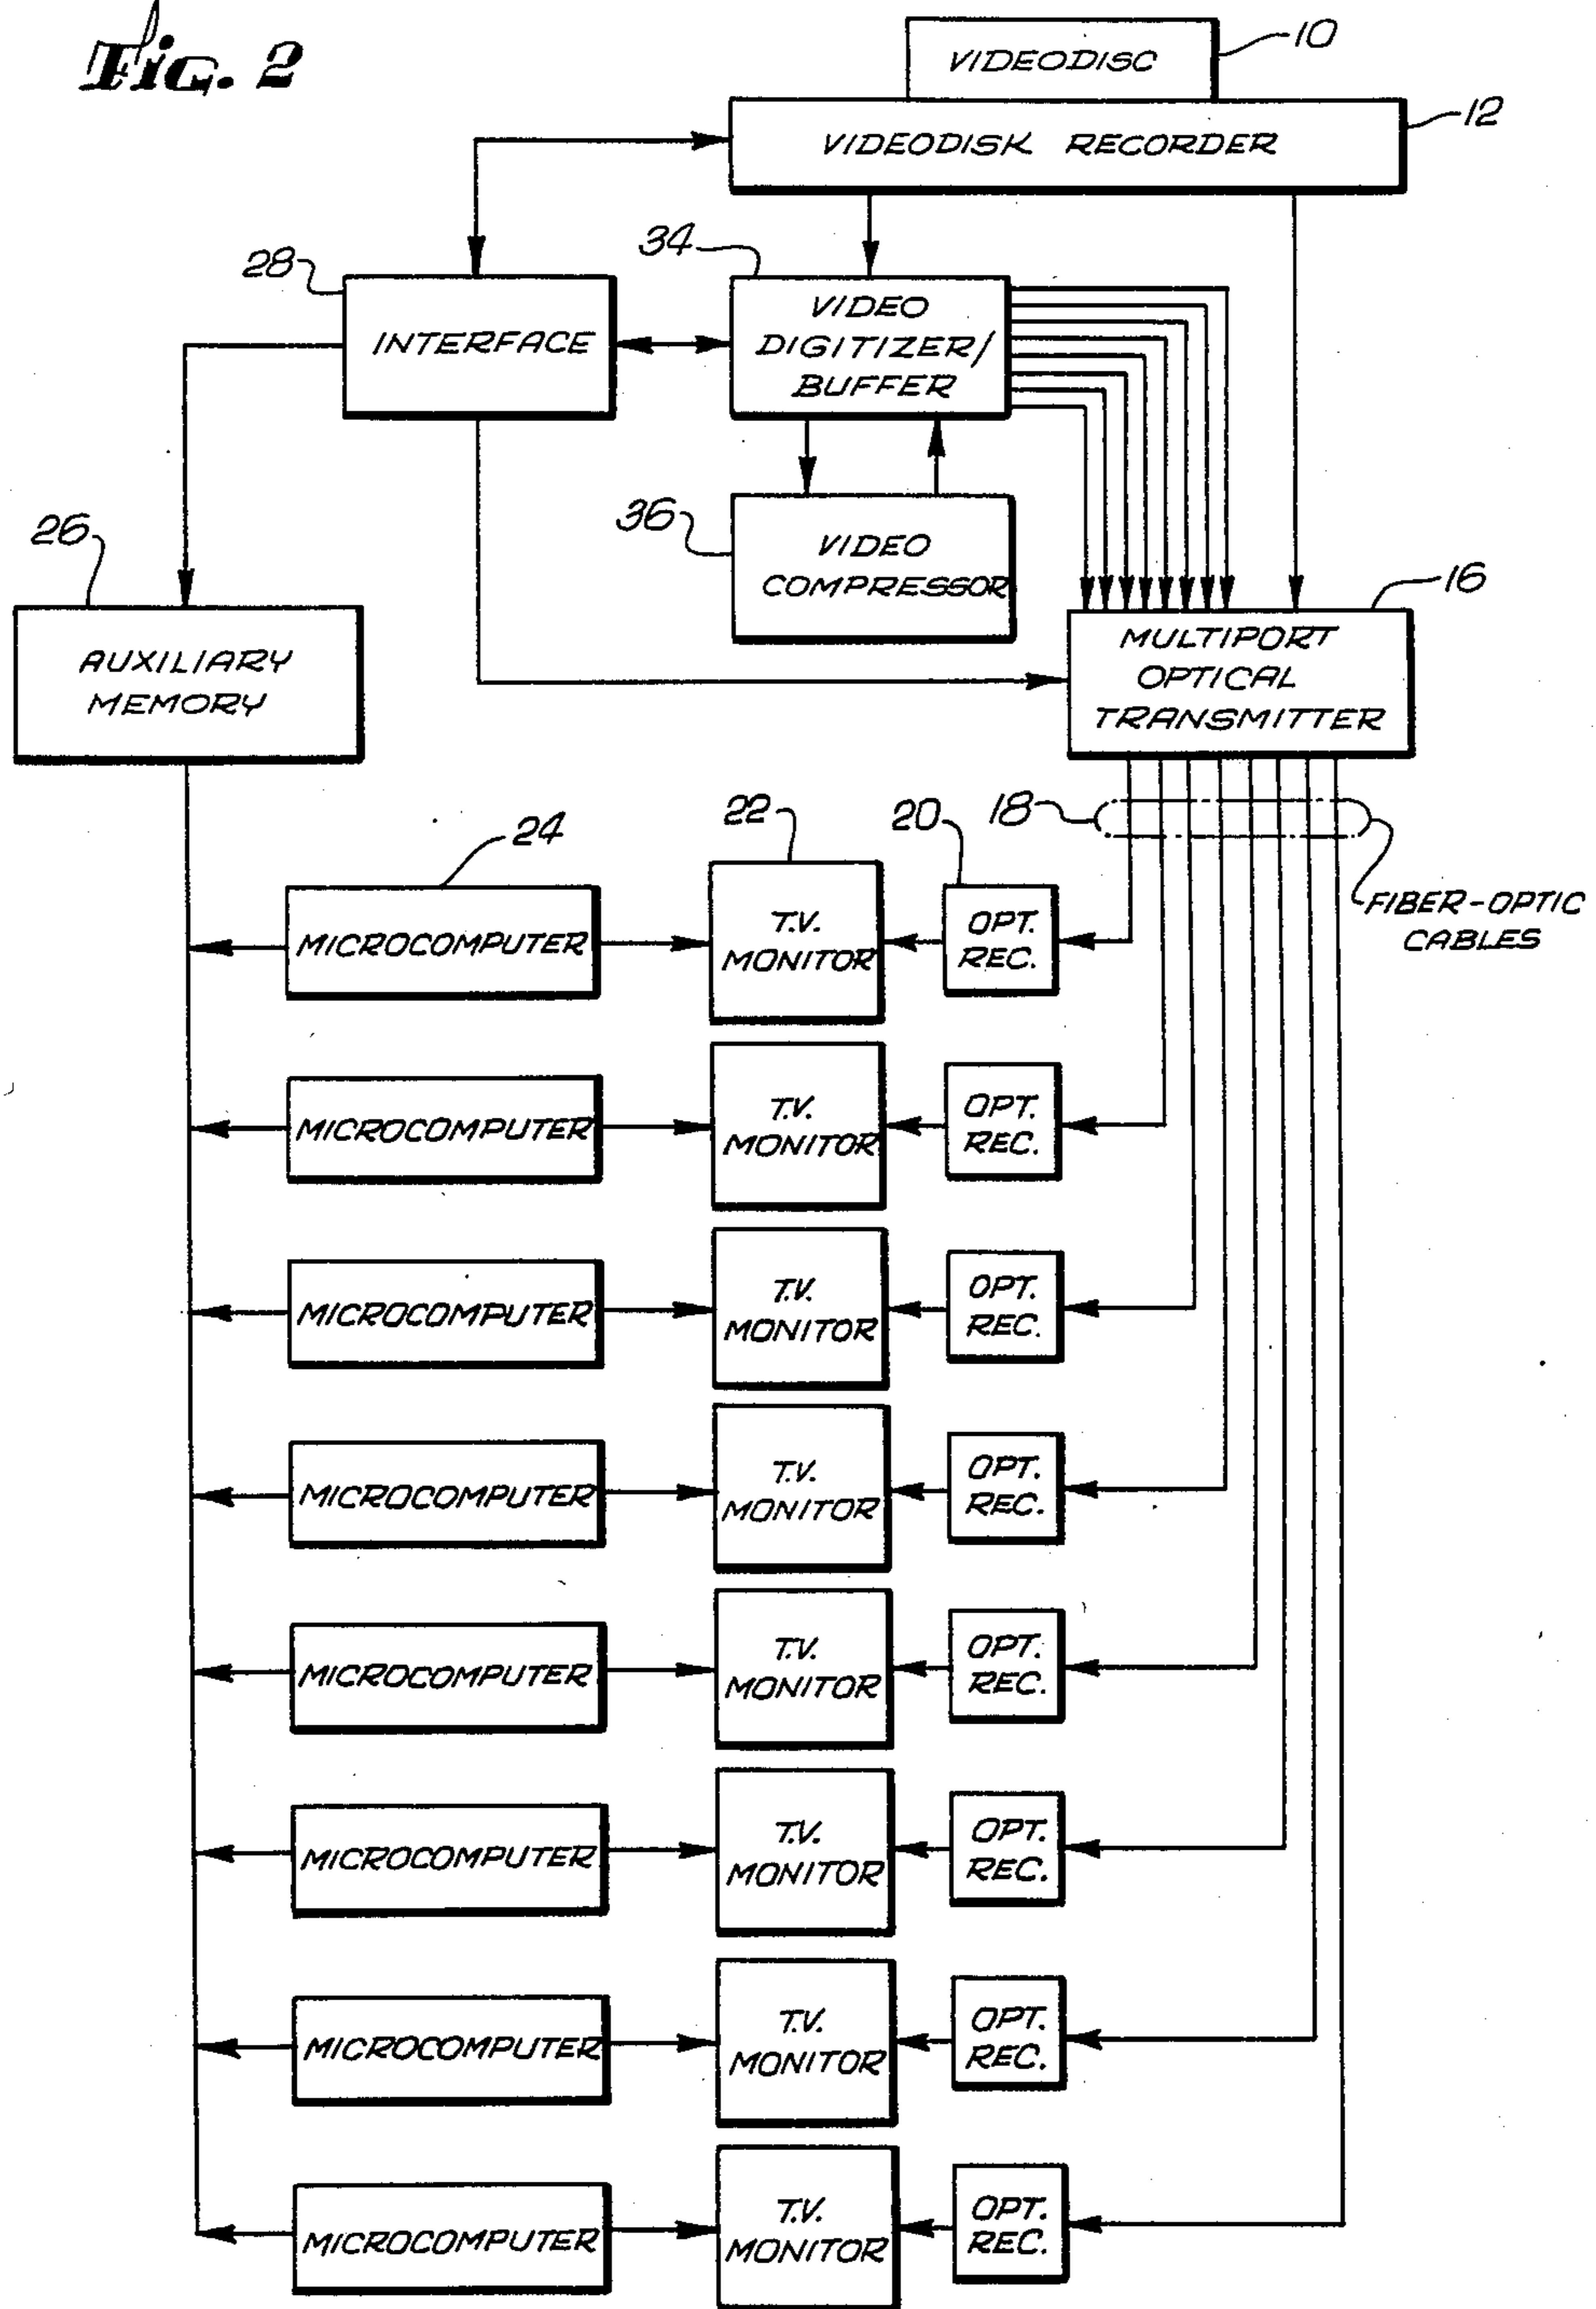 Fig. 2
VIDEODISC
10
VIDEODISK RECORDER
12
28
INTERFACE
34
VIDEO
DIGITIZER/
BUFFER
36
VIDEO
COMPRESSOR
26
AUXILIARY
MEMORY
16
MULTIPORT
OPTICAL
TRANSMITTER
18
FIBER-OPTIC
CABLES
24
MICROCOMPUTER
22
T.V.
MONITOR
20
OPT.
REC.
MICROCOMPUTER
T.V.
MONITOR
OPT.
REC.
MICROCOMPUTER
T.V.
MONITOR
OPT.
REC.
MICROCOMPUTER
T.V.
MONITOR
OPT.
REC.
MICROCOMPUTER
T.V.
MONITOR
OPT.
REC.
MICROCOMPUTER
T.V.
MONITOR
OPT.
REC.
MICROCOMPUTER
T.V.
MONITOR
OPT.
REC.
MICROCOMPUTER
T.V.
MONITOR
OPT.
REC.